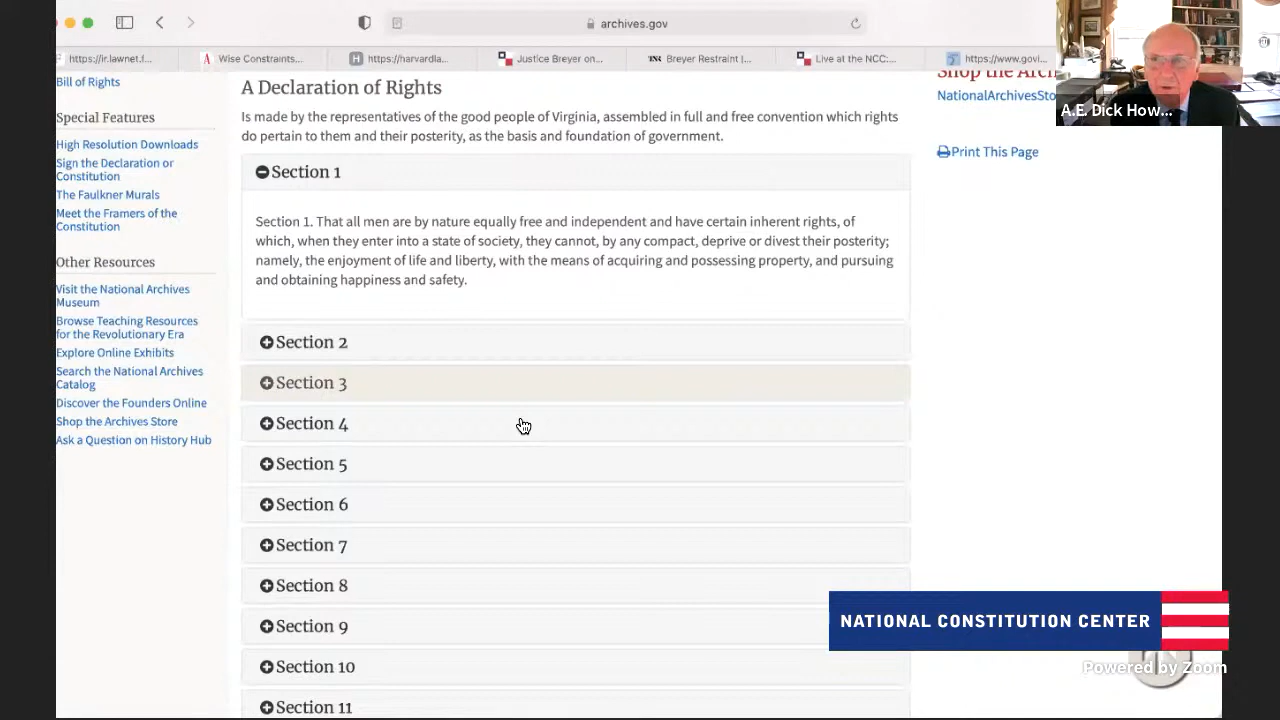 archives.gov
https://ir.lawnet.f...
Wise Constraints,...
https://harvardla...
Justice Breyer on...
Breyer Restraint |...
Live at the NCC:...
https://www.govi...
A.E. Dick How...
Bill of Rights
Special Features
High Resolution Downloads
Sign the Declaration or
Constitution
The Faulkner Murals
Meet the Framers of the
Constitution
Other Resources
Visit the National Archives
Museum
Browse Teaching Resources
for the Revolutionary Era
Explore Online Exhibits
Search the National Archives
Catalog
Discover the Founders Online
Shop the Archives Store
Ask a Question on History Hub
A Declaration of Rights
Is made by the representatives of the good people of Virginia, assembled in full and free convention which rights
do pertain to them and their posterity, as the basis and foundation of government.
Section 1
Section 1. That all men are by nature equally free and independent and have certain inherent rights, of
which, when they enter into a state of society, they cannot, by any compact, deprive or divest their posterity;
namely, the enjoyment of life and liberty, with the means of acquiring and possessing property, and pursuing
and obtaining happiness and safety.
Section 2
Section 3
Section 4
Section 5
Section 6
Section 7
Section 8
Section 9
Section 10
Section 11
Shop the Arch
NationalArchivesSto
Print This Page
NATIONAL CONSTITUTION CENTER
Powered by Zoom